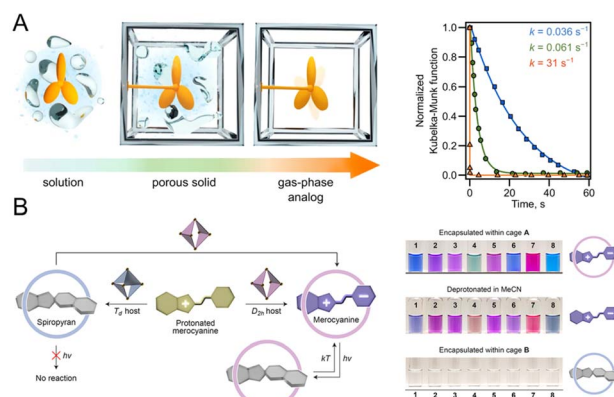 A
solution
porous solid
gas-phase
analog
Normalized
Kubelka-Munk function
1.0
0.8
0.6
0.4
0.2
0.0
k = 0.036 s⁻¹
k = 0.061 s⁻¹
k = 31 s⁻¹
0 20 40 60
Time, s
B
Spiropyran
Td host
Protonated
merocyanine
D2h host
Merocyanine
hν
No reaction
kT
hν
Encapsulated within cage A
1 2 3 4 5 6 7 8
Deprotonated in MeCN
1 2 3 4 5 6 7 8
Encapsulated within cage B
1 2 3 4 5 6 7 8